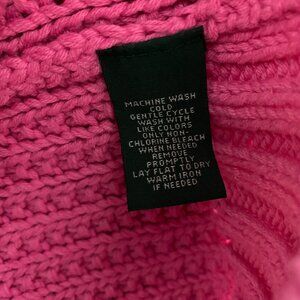 MACHINE WASH
COLD
GENTLE CYCLE
WASH WITH
LIKE COLORS
ONLY NON-
CHLORINE BLEACH
WHEN NEEDED
REMOVE
PROMPTLY
LAY FLAT TO DRY
WARM IRON
IF NEEDED